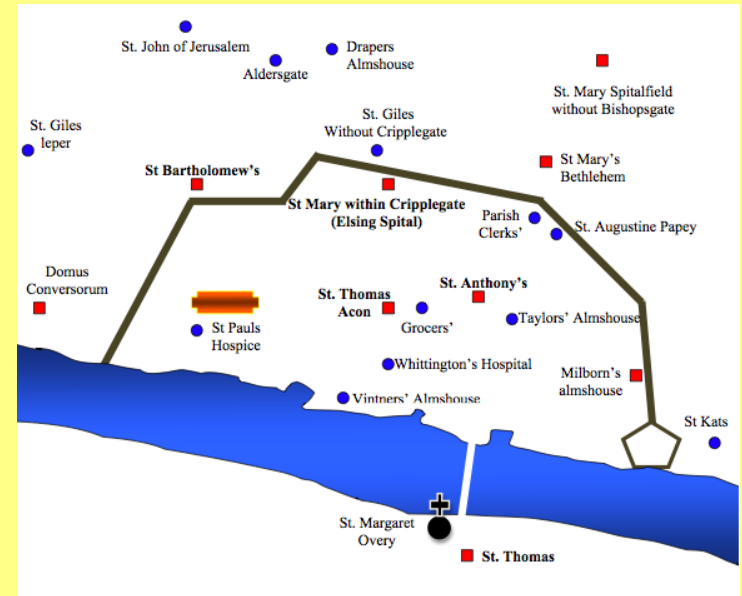 St. John of Jerusalem
Aldersgate
Drapers
Almshouse
St. Mary Spitalfield
without Bishopsgate
St. Giles
leper
St. Giles
Without Cripplegate
St Bartholomew's
St Mary's
Bethlehem
St Mary within Cripplegate
(Elsing Spital)
Parish
Clerks'
St. Augustine Papey
Domus
Conversorum
St. Thomas
Acon
St. Anthony's
Grocers'
Taylors' Almshouse
St Pauls
Hospice
Whittington's Hospital
Milborn's
almshouse
Vintners' Almshouse
St Kats
St. Margaret
Overy
St. Thomas